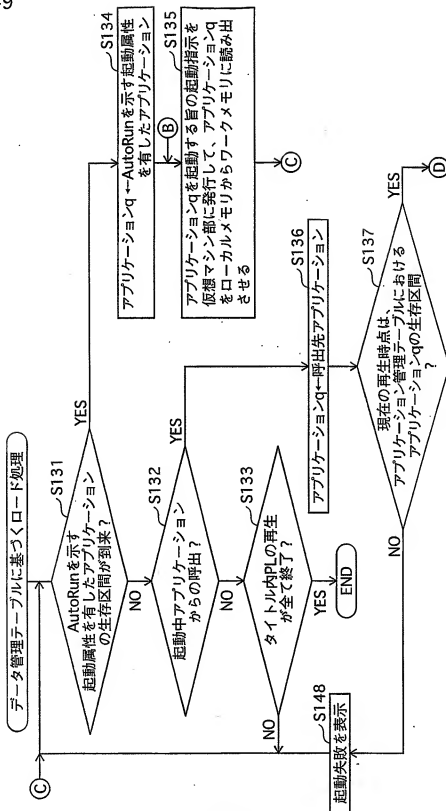 データ管理テーブルに基づくロード処理
C
S131
AutoRunを示す
起動属性を有したアプリケーション
の生存区間が到来?
YES
NO
S134
アプリケーションq←AutoRunを示す起動属性
を有したアプリケーション
B
S135
アプリケーションqを起動する旨の起動指示を
仮想マシン部に発行して、アプリケーションq
をローカルメモリからワークメモリに読み出
させる
C
S132
起動中アプリケーション
からの呼出?
YES
NO
S133
タイトル内PLの再生
が全て終了?
NO
YES
END
S136
アプリケーションq←呼出先アプリケーション
S137
現在の再生時点は、
アプリケーション管理テーブルにおける
アプリケーションqの生存区間
?
YES
D
NO
S148
起動失敗を表示